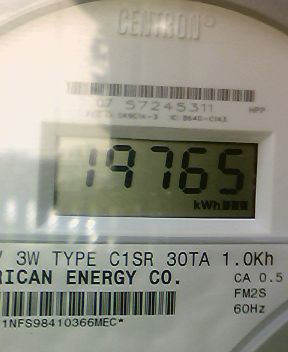 CENTRON®
07 57245311 HPP
19765
kWh
V 3W TYPE C1SR 30TA 1.0Kh
RICAN ENERGY CO.
CA 0.5
FM2S
60Hz
1NFS98410366MEC*